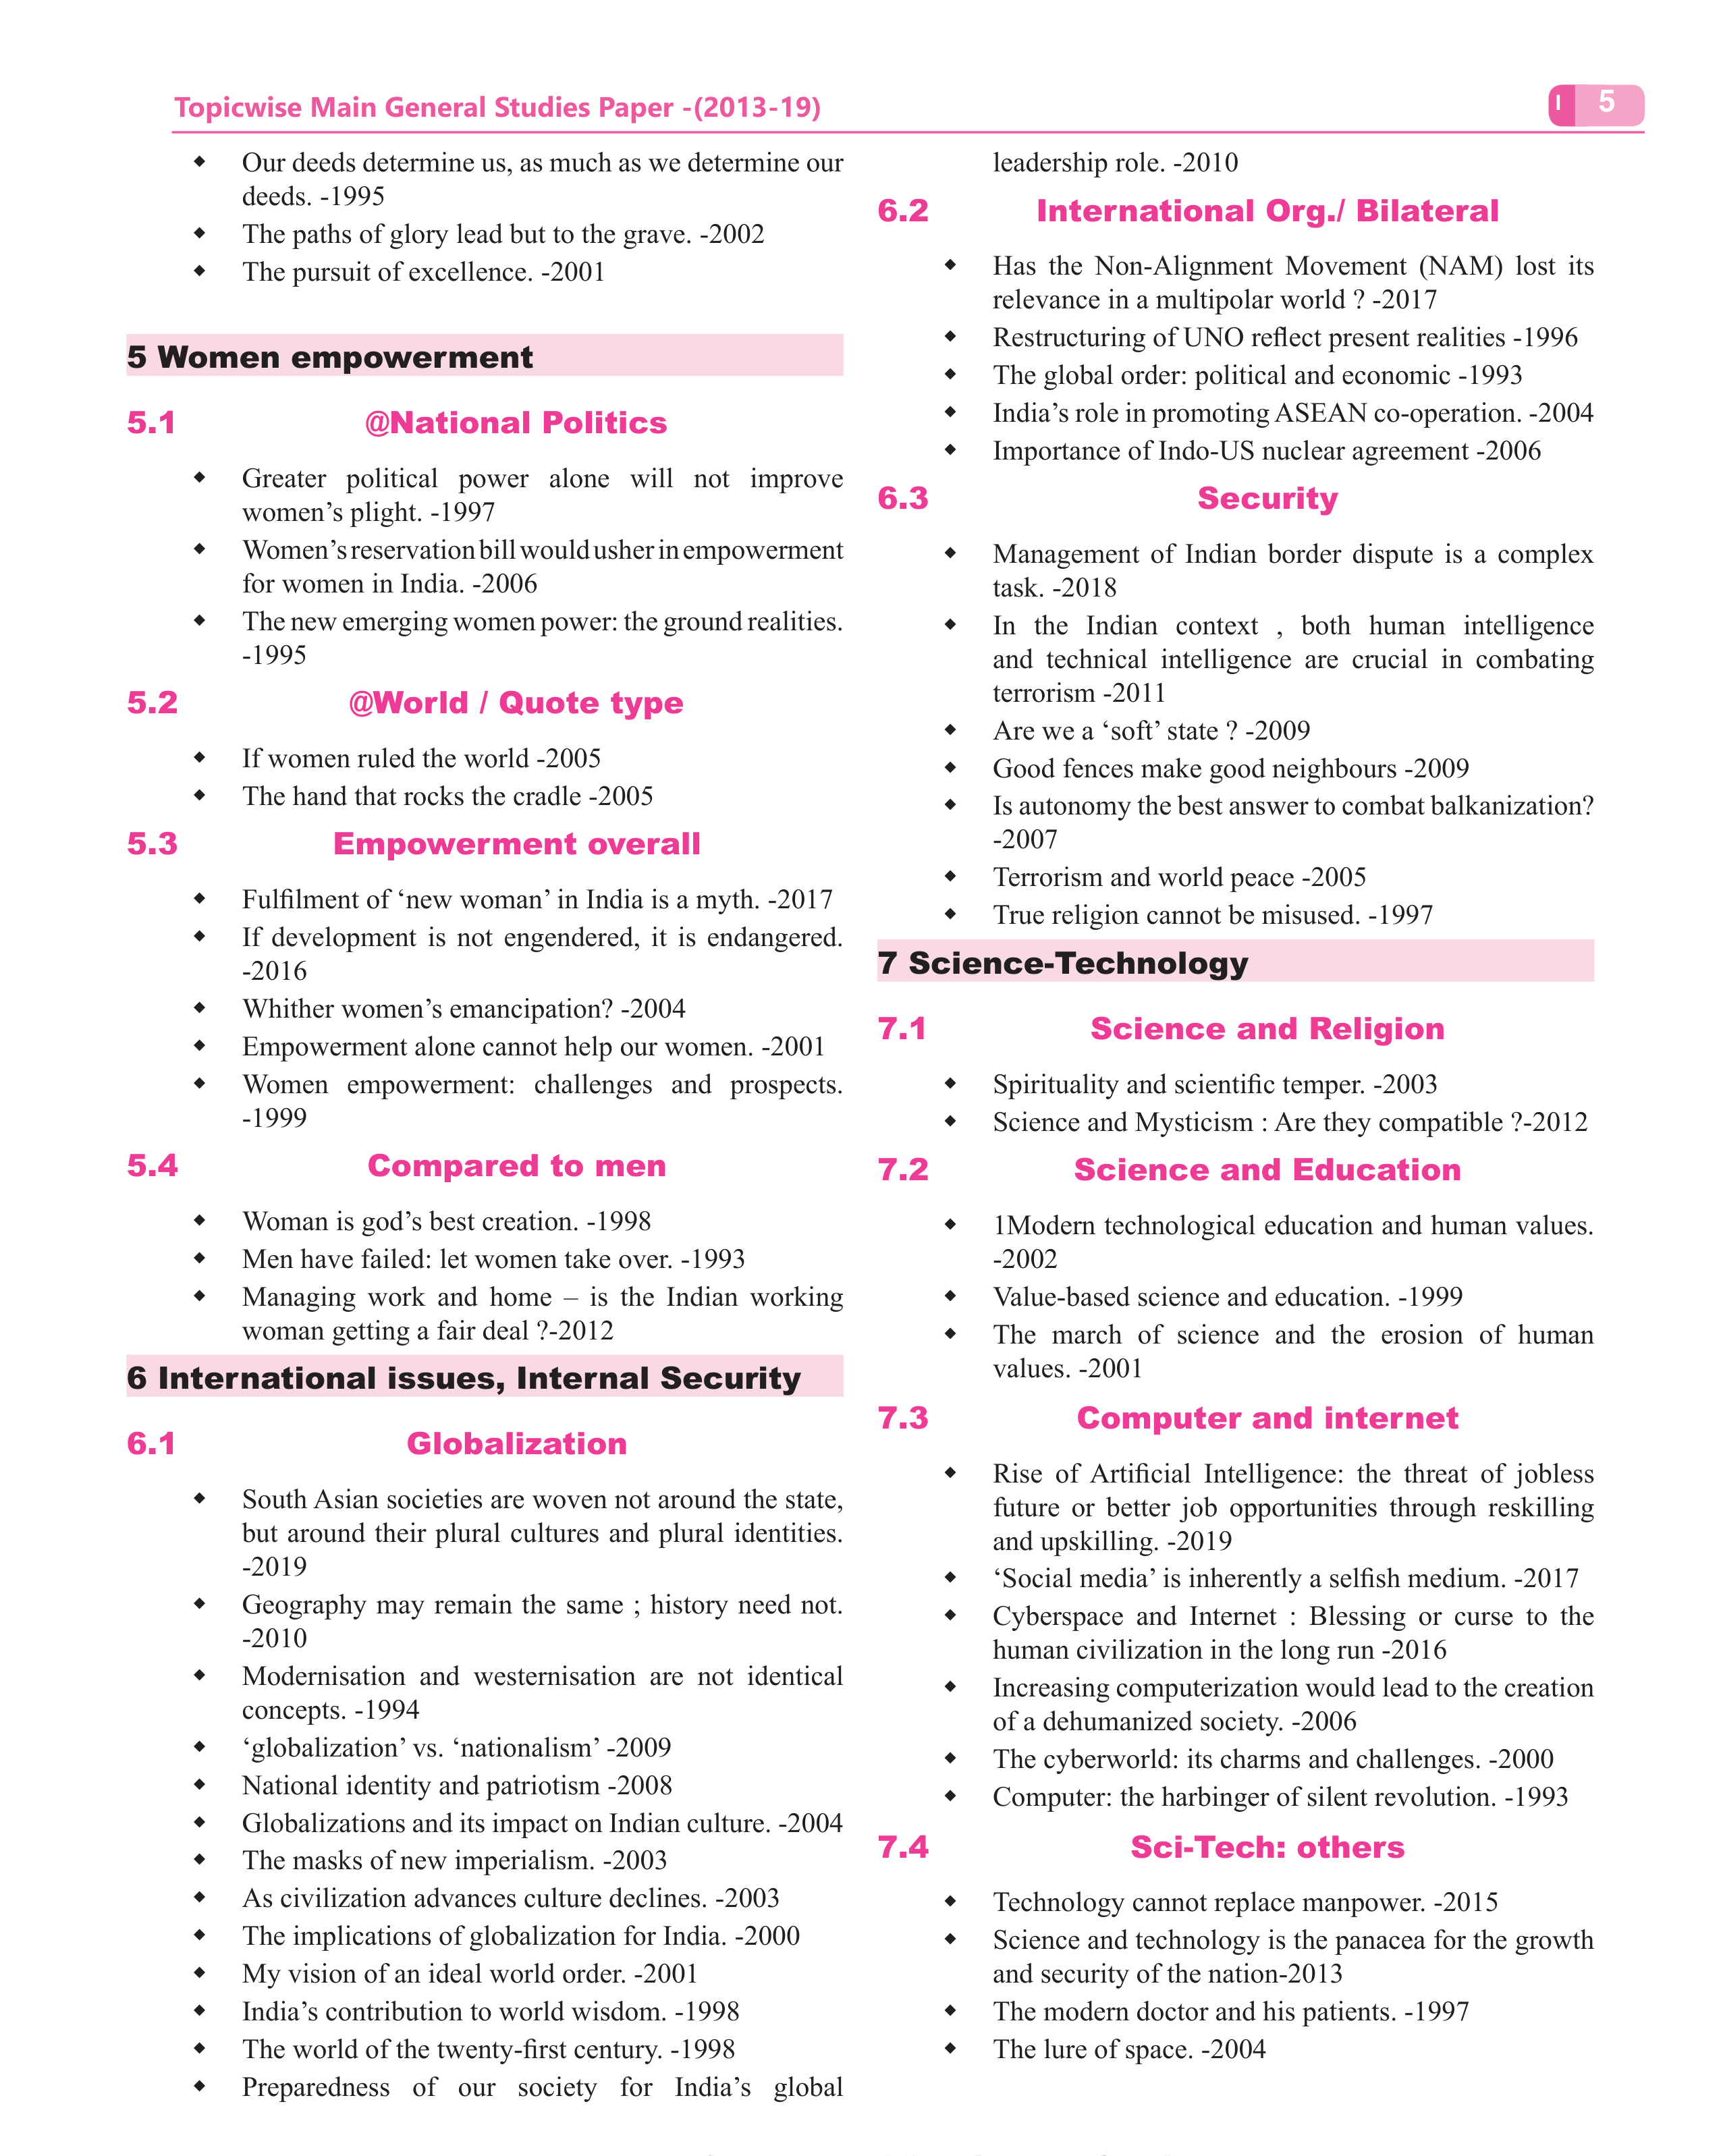 Topicwise Main General Studies Paper -(2013-19)
I 5
◆ Our deeds determine us, as much as we determine our
deeds. -1995
◆ The paths of glory lead but to the grave. -2002
◆ The pursuit of excellence. -2001
5 Women empowerment
5.1 @National Politics
◆ Greater political power alone will not improve
women’s plight. -1997
◆ Women’s reservation bill would usher in empowerment
for women in India. -2006
◆ The new emerging women power: the ground realities.
-1995
5.2 @World / Quote type
◆ If women ruled the world -2005
◆ The hand that rocks the cradle -2005
5.3 Empowerment overall
◆ Fulfilment of ‘new woman’ in India is a myth. -2017
◆ If development is not engendered, it is endangered.
-2016
◆ Whither women’s emancipation? -2004
◆ Empowerment alone cannot help our women. -2001
◆ Women empowerment: challenges and prospects.
-1999
5.4 Compared to men
◆ Woman is god’s best creation. -1998
◆ Men have failed: let women take over. -1993
◆ Managing work and home – is the Indian working
woman getting a fair deal ?-2012
6 International issues, Internal Security
6.1 Globalization
◆ South Asian societies are woven not around the state,
but around their plural cultures and plural identities.
-2019
◆ Geography may remain the same ; history need not.
-2010
◆ Modernisation and westernisation are not identical
concepts. -1994
◆ ‘globalization’ vs. ‘nationalism’ -2009
◆ National identity and patriotism -2008
◆ Globalizations and its impact on Indian culture. -2004
◆ The masks of new imperialism. -2003
◆ As civilization advances culture declines. -2003
◆ The implications of globalization for India. -2000
◆ My vision of an ideal world order. -2001
◆ India’s contribution to world wisdom. -1998
◆ The world of the twenty-first century. -1998
◆ Preparedness of our society for India’s global
leadership role. -2010
6.2 International Org./ Bilateral
◆ Has the Non-Alignment Movement (NAM) lost its
relevance in a multipolar world ? -2017
◆ Restructuring of UNO reflect present realities -1996
◆ The global order: political and economic -1993
◆ India’s role in promoting ASEAN co-operation. -2004
◆ Importance of Indo-US nuclear agreement -2006
6.3 Security
◆ Management of Indian border dispute is a complex
task. -2018
◆ In the Indian context , both human intelligence
and technical intelligence are crucial in combating
terrorism -2011
◆ Are we a ‘soft’ state ? -2009
◆ Good fences make good neighbours -2009
◆ Is autonomy the best answer to combat balkanization?
-2007
◆ Terrorism and world peace -2005
◆ True religion cannot be misused. -1997
7 Science-Technology
7.1 Science and Religion
◆ Spirituality and scientific temper. -2003
◆ Science and Mysticism : Are they compatible ?-2012
7.2 Science and Education
◆ 1Modern technological education and human values.
-2002
◆ Value-based science and education. -1999
◆ The march of science and the erosion of human
values. -2001
7.3 Computer and internet
◆ Rise of Artificial Intelligence: the threat of jobless
future or better job opportunities through reskilling
and upskilling. -2019
◆ ‘Social media’ is inherently a selfish medium. -2017
◆ Cyberspace and Internet : Blessing or curse to the
human civilization in the long run -2016
◆ Increasing computerization would lead to the creation
of a dehumanized society. -2006
◆ The cyberworld: its charms and challenges. -2000
◆ Computer: the harbinger of silent revolution. -1993
7.4 Sci-Tech: others
◆ Technology cannot replace manpower. -2015
◆ Science and technology is the panacea for the growth
and security of the nation-2013
◆ The modern doctor and his patients. -1997
◆ The lure of space. -2004